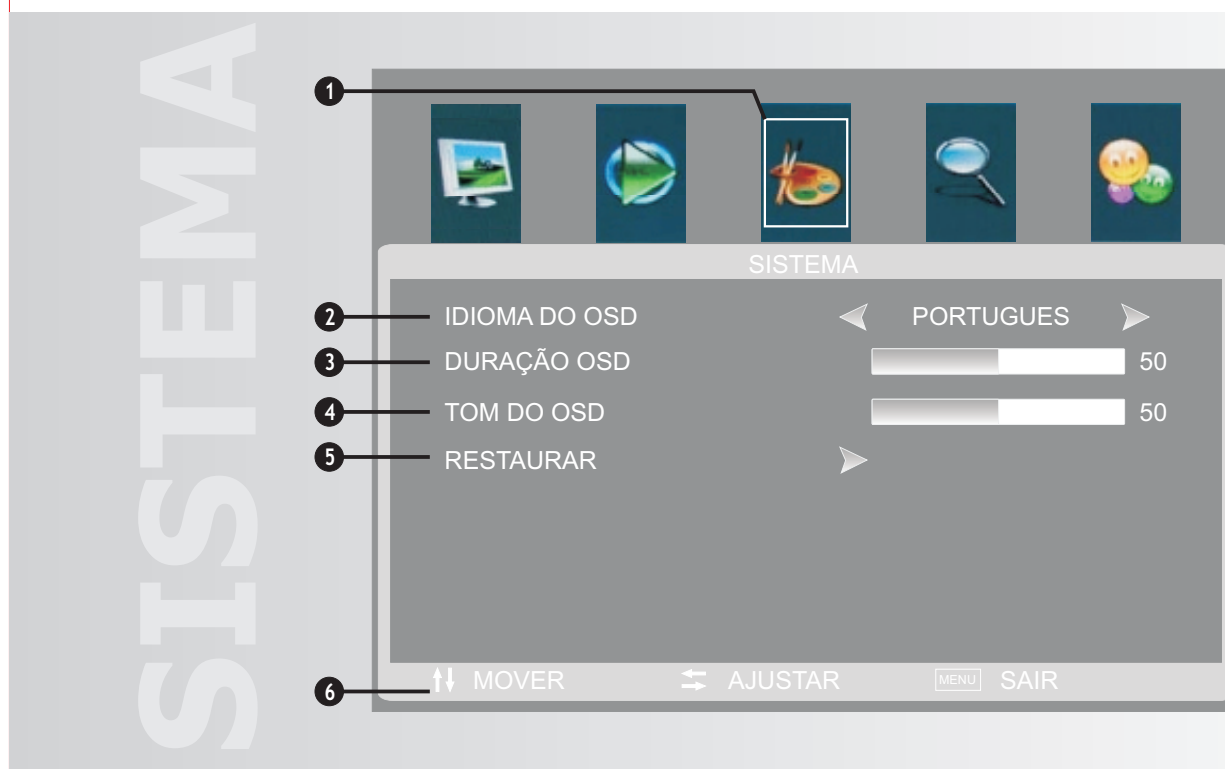 SISTEMA
1
SISTEMA
2 IDIOMA DO OSD PORTUGUES
3 DURAÇÃO OSD 50
4 TOM DO OSD 50
5 RESTAURAR
6 MOVER AJUSTAR MENU SAIR